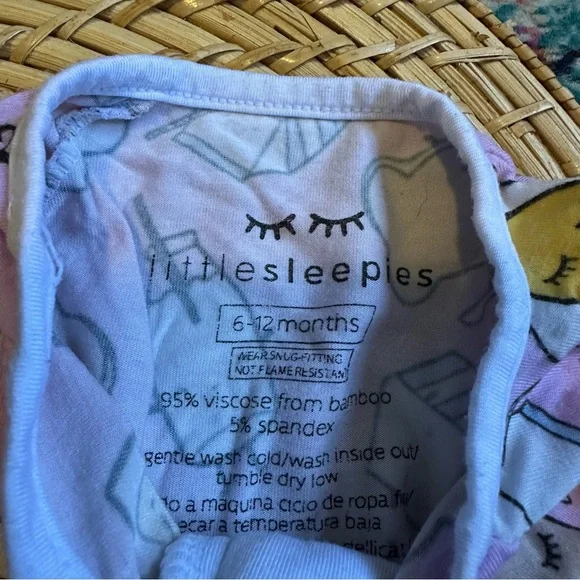 littlesleepies
6-12 months
WEAR SNUG-FITTING
NOT FLAME RESISTANT
95% viscose from bamboo
5% spandex
gentle wash cold/wash inside out/
tumble dry low
a maquina ciclo de ropa
a temperatura baja